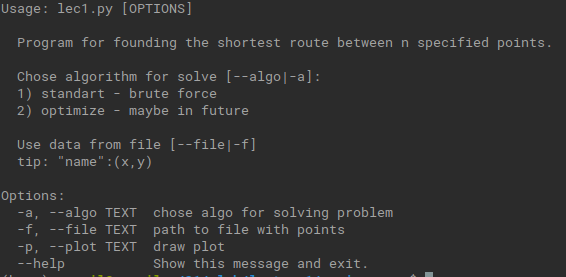 Usage: lec1.py [OPTIONS]
Program for founding the shortest route between n specified points.
Chose algorithm for solve [--algo|-a]:
1) standart - brute force
2) optimize - maybe in future
Use data from file [--file|-f]
tip: "name":(x,y)
Options:
-a, --algo TEXT  chose algo for solving problem
-f, --file TEXT  path to file with points
-p, --plot TEXT  draw plot
--help           Show this message and exit.